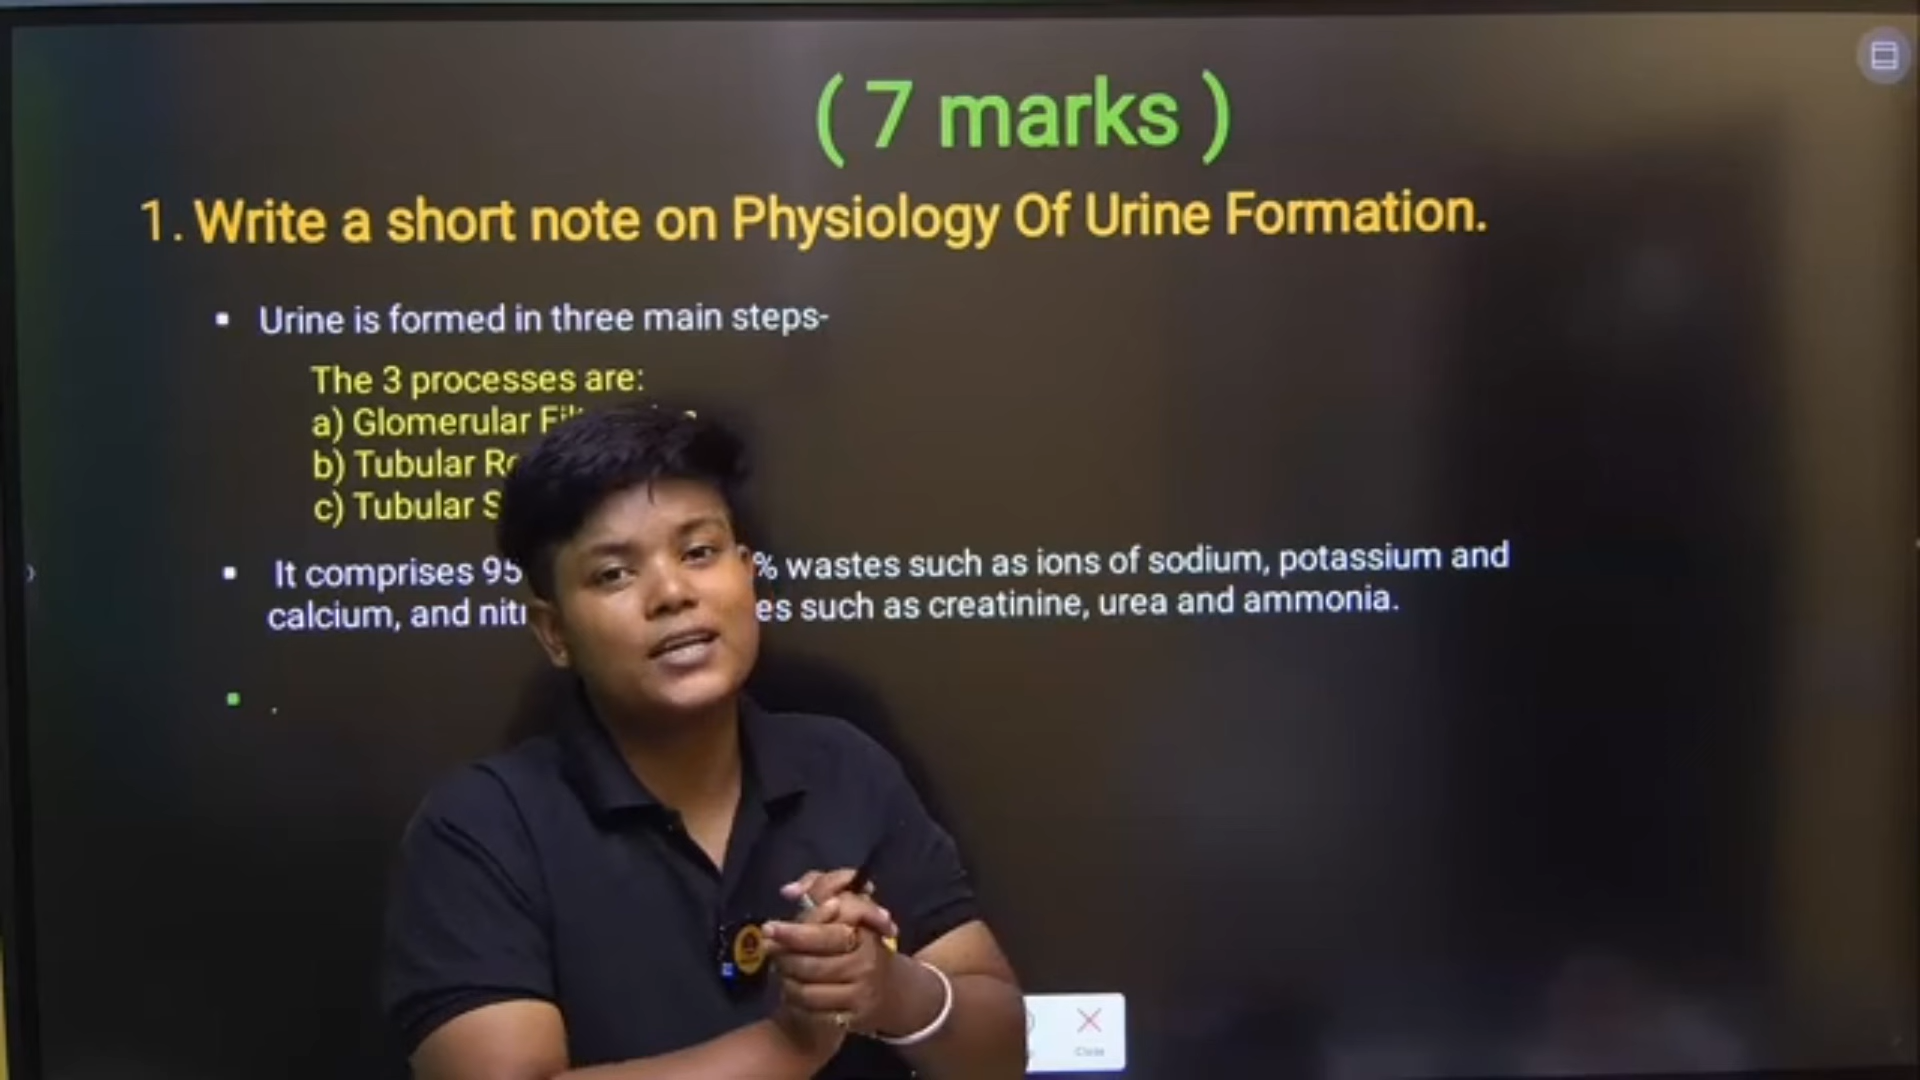 ( 7 marks )
1. Write a short note on Physiology Of Urine Formation.
▪ Urine is formed in three main steps-
The 3 processes are:
a) Glomerular
b) Tubular
c) Tubular
▪ It comprises 95 % wastes such as ions of sodium, potassium and
calcium, and such as creatinine, urea and ammonia.
▪ .
Close